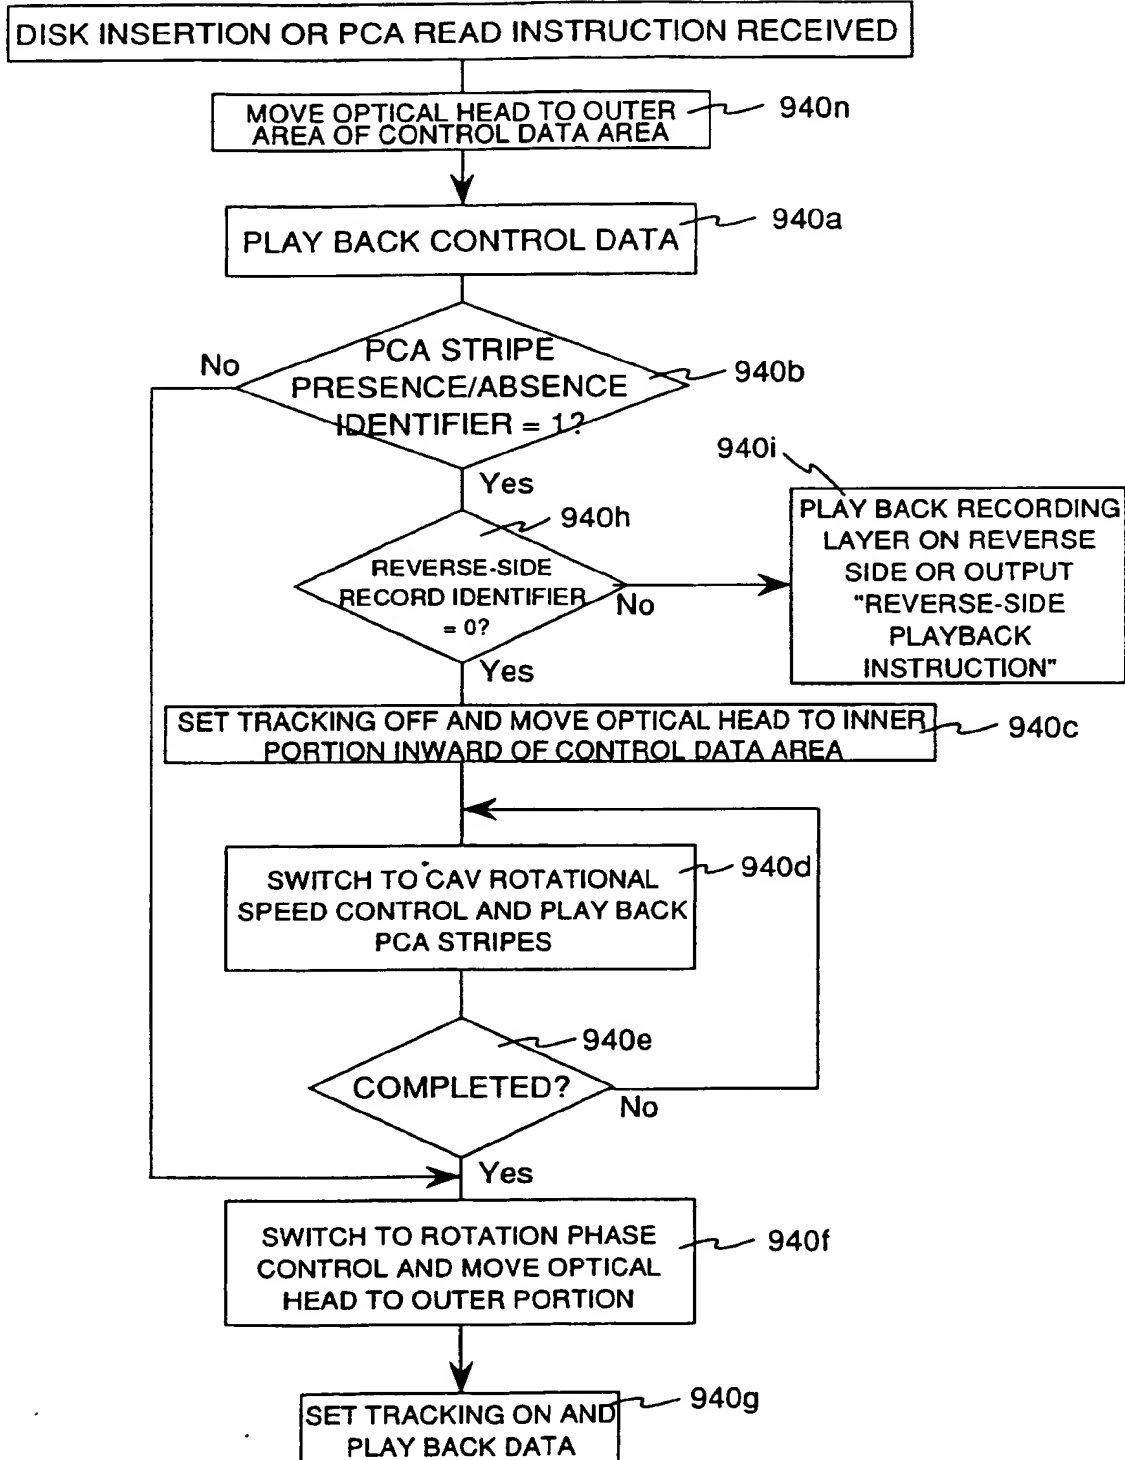 DISK INSERTION OR PCA READ INSTRUCTION RECEIVED
MOVE OPTICAL HEAD TO OUTER
AREA OF CONTROL DATA AREA
940n
PLAY BACK CONTROL DATA
940a
PCA STRIPE
PRESENCE/ABSENCE
IDENTIFIER = 1?
No
940b
Yes
940i
PLAY BACK RECORDING
LAYER ON REVERSE
SIDE OR OUTPUT
"REVERSE-SIDE
PLAYBACK
INSTRUCTION"
940h
REVERSE-SIDE
RECORD IDENTIFIER
= 0?
No
Yes
SET TRACKING OFF AND MOVE OPTICAL HEAD TO INNER
PORTION INWARD OF CONTROL DATA AREA
940c
SWITCH TO CAV ROTATIONAL
SPEED CONTROL AND PLAY BACK
PCA STRIPES
940d
940e
COMPLETED?
No
Yes
SWITCH TO ROTATION PHASE
CONTROL AND MOVE OPTICAL
HEAD TO OUTER PORTION
940f
SET TRACKING ON AND
PLAY BACK DATA
940g